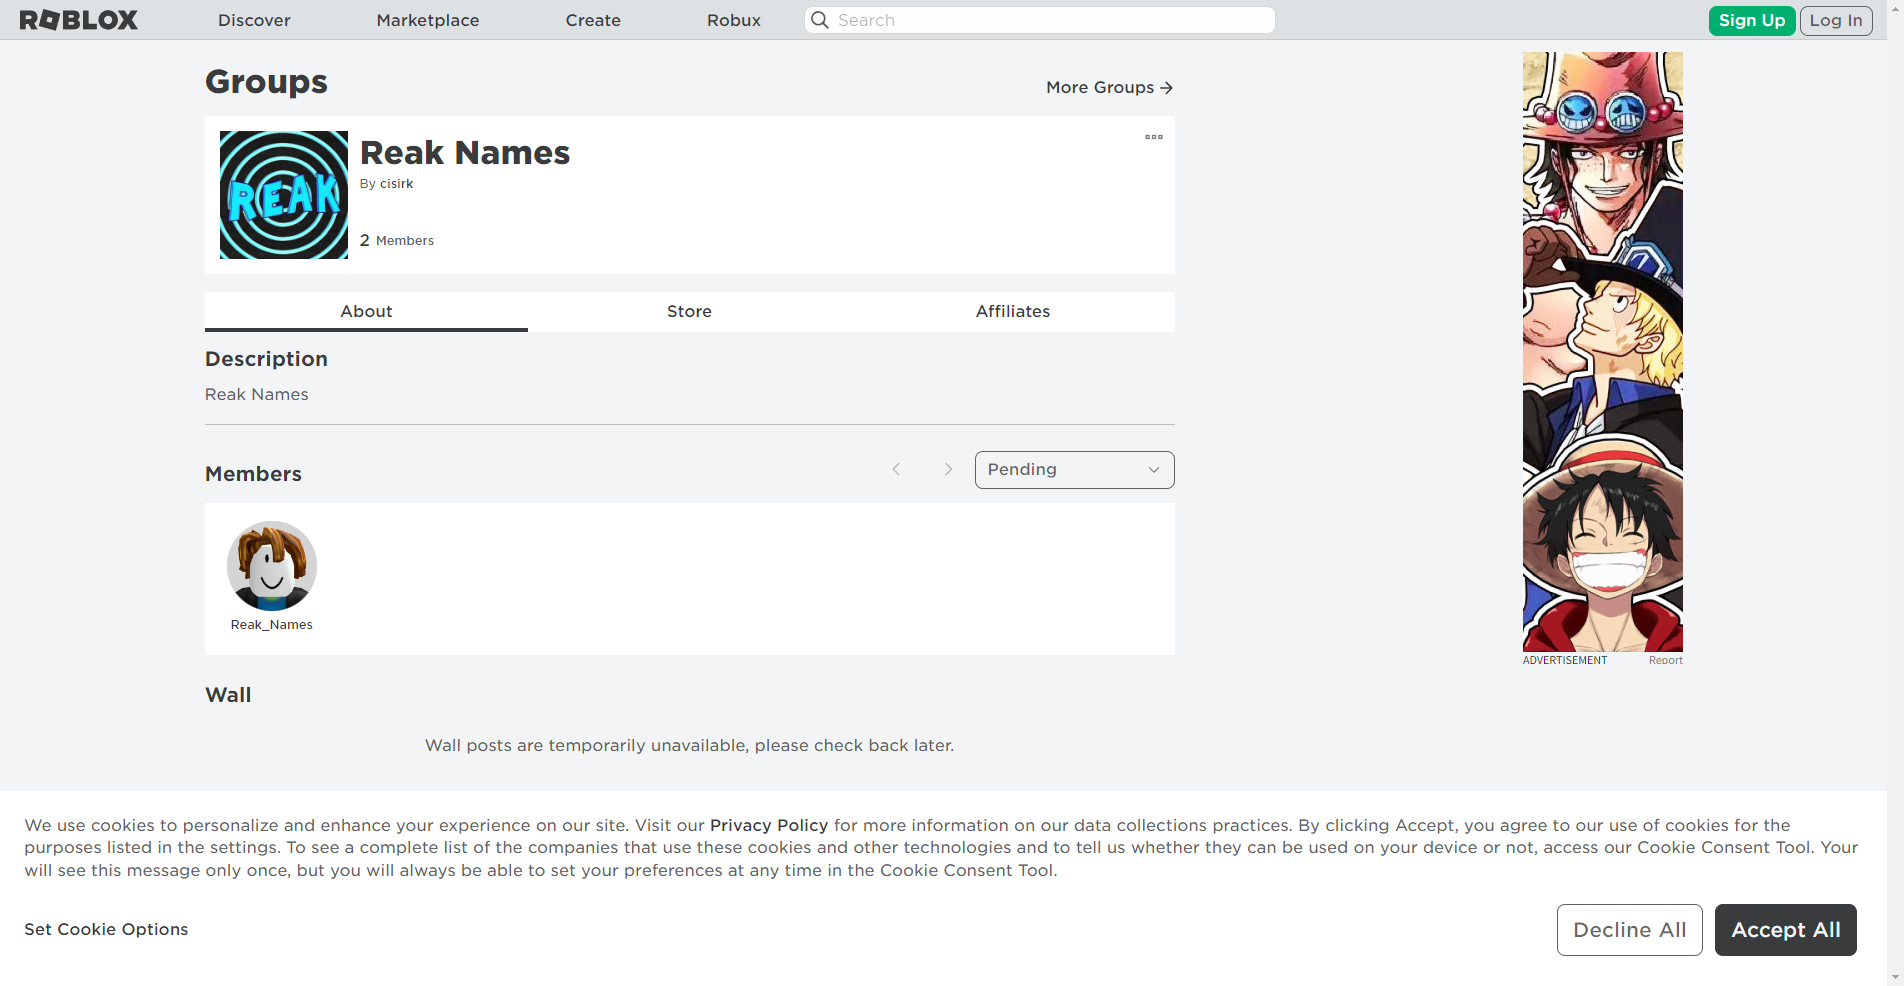 ROBLOX
Discover
Marketplace
Create
Robux
Search
Sign Up
Log In
Groups
More Groups →
REAK
Reak Names
By cisirk
2 Members
About
Store
Affiliates
Description
Reak Names
Members
Pending
Reak_Names
ADVERTISEMENT
Report
Wall
Wall posts are temporarily unavailable, please check back later.
We use cookies to personalize and enhance your experience on our site. Visit our Privacy Policy for more information on our data collections practices. By clicking Accept, you agree to our use of cookies for the
purposes listed in the settings. To see a complete list of the companies that use these cookies and other technologies and to tell us whether they can be used on your device or not, access our Cookie Consent Tool. Your
will see this message only once, but you will always be able to set your preferences at any time in the Cookie Consent Tool.
Set Cookie Options
Decline All
Accept All